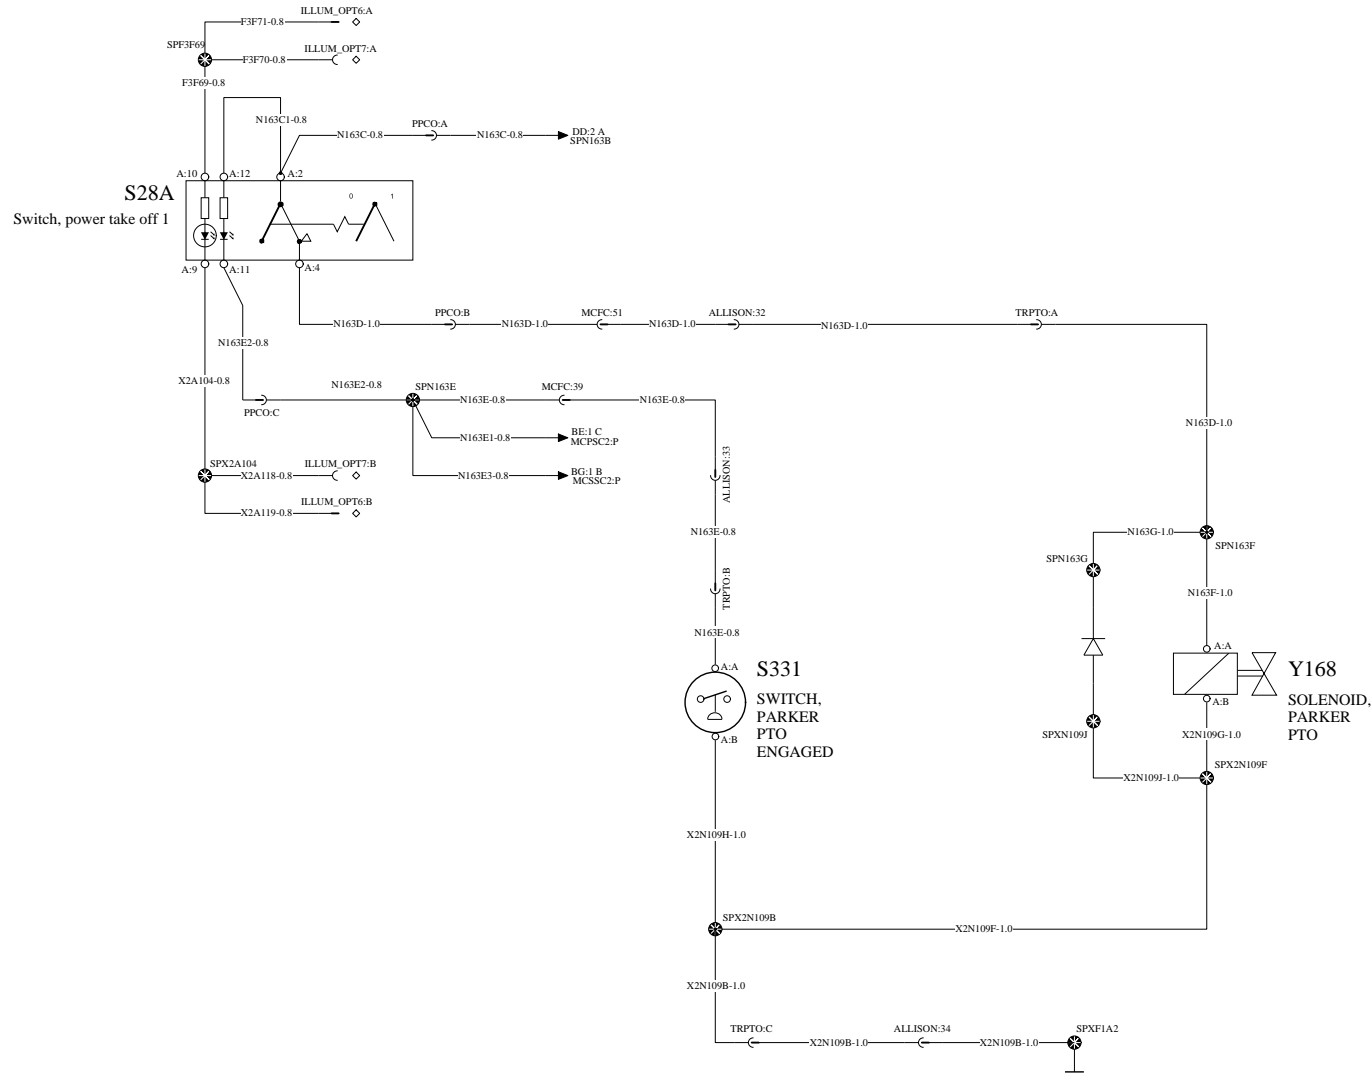 ILLUM_OPT6:A
F3F71-0.8
SPF3F69
ILLUM_OPT7:A
F3F70-0.8
F3F69-0.8
N163C1-0.8
PPCO:A
N163C-0.8
N163C-0.8
DD:2 A
SPN163B
A:10
A:12
A:2
S28A
Switch, power take off 1
0
1
A:9
A:11
A:4
PPCO:B
MCFC:51
ALLISON:32
TRPTO:A
N163D-1.0
N163D-1.0
N163D-1.0
N163D-1.0
N163E2-0.8
X2A104-0.8
N163E2-0.8
SPN163E
MCFC:39
N163E-0.8
N163E-0.8
PPCO:C
N163D-1.0
N163E1-0.8
BE:1 C
MCPSC2:P
SPX2A104
ILLUM_OPT7:B
X2A118-0.8
N163E3-0.8
BG:1 B
MCSSC2:P
ALLISON:33
ILLUM_OPT6:B
X2A119-0.8
N163E-0.8
N163G-1.0
SPN163F
SPN163G
TRPTO:B
N163F-1.0
N163E-0.8
A:A
S331
SWITCH,
PARKER
PTO
ENGAGED
A:B
A:A
Y168
SOLENOID,
PARKER
PTO
A:B
SPXN109J
X2N109G-1.0
SPX2N109F
X2N109J-1.0
X2N109H-1.0
SPX2N109B
X2N109F-1.0
X2N109B-1.0
TRPTO:C
ALLISON:34
SPXF1A2
X2N109B-1.0
X2N109B-1.0